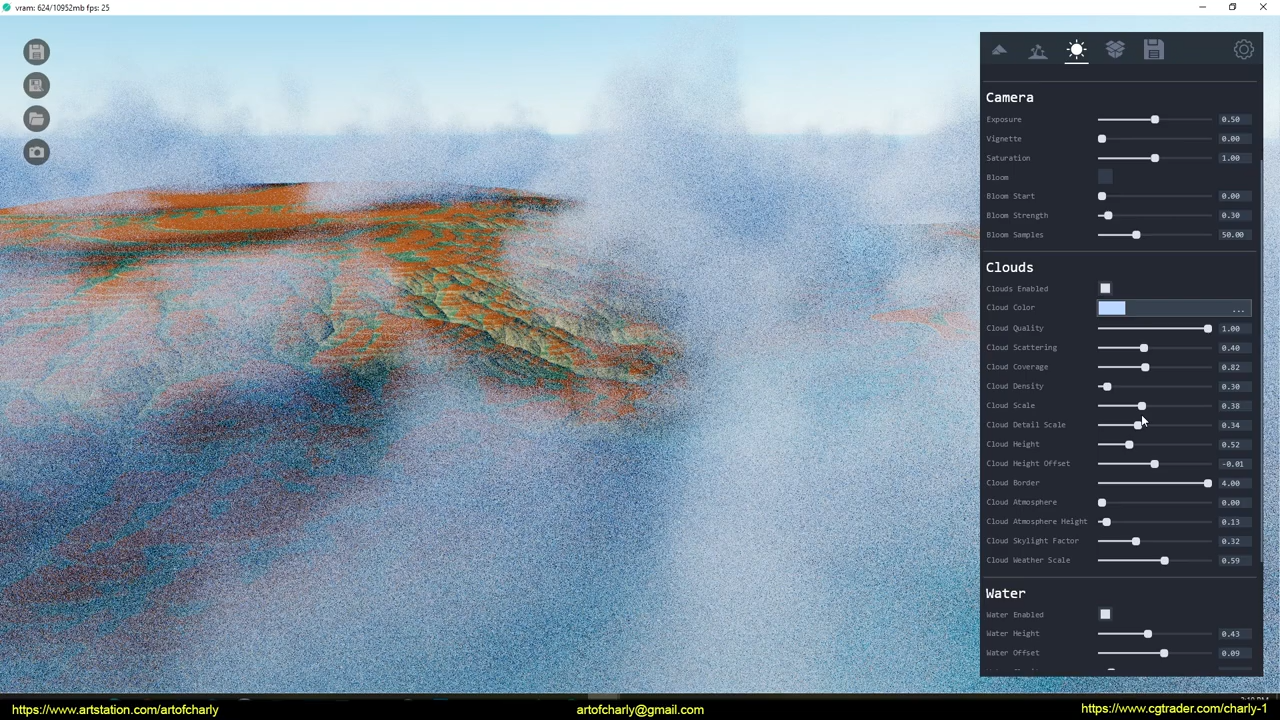 vram: 624/10952mb fps: 25
Camera
Exposure 0.50
Vignette 0.00
Saturation 1.00
Bloom
Bloom Start 0.00
Bloom Strength 0.30
Bloom Samples 50.00
Clouds
Clouds Enabled
Cloud Color ...
Cloud Quality 1.00
Cloud Scattering 0.40
Cloud Coverage 0.82
Cloud Density 0.30
Cloud Scale 0.38
Cloud Detail Scale 0.34
Cloud Height 0.52
Cloud Height Offset -0.01
Cloud Border 4.00
Cloud Atmosphere 0.00
Cloud Atmosphere Height 0.13
Cloud Skylight Factor 0.32
Cloud Weather Scale 0.59
Water
Water Enabled
Water Height 0.43
Water Offset 0.09
https://www.artstation.com/artofcharly artofcharly@gmail.com https://www.cgtrader.com/charly-1